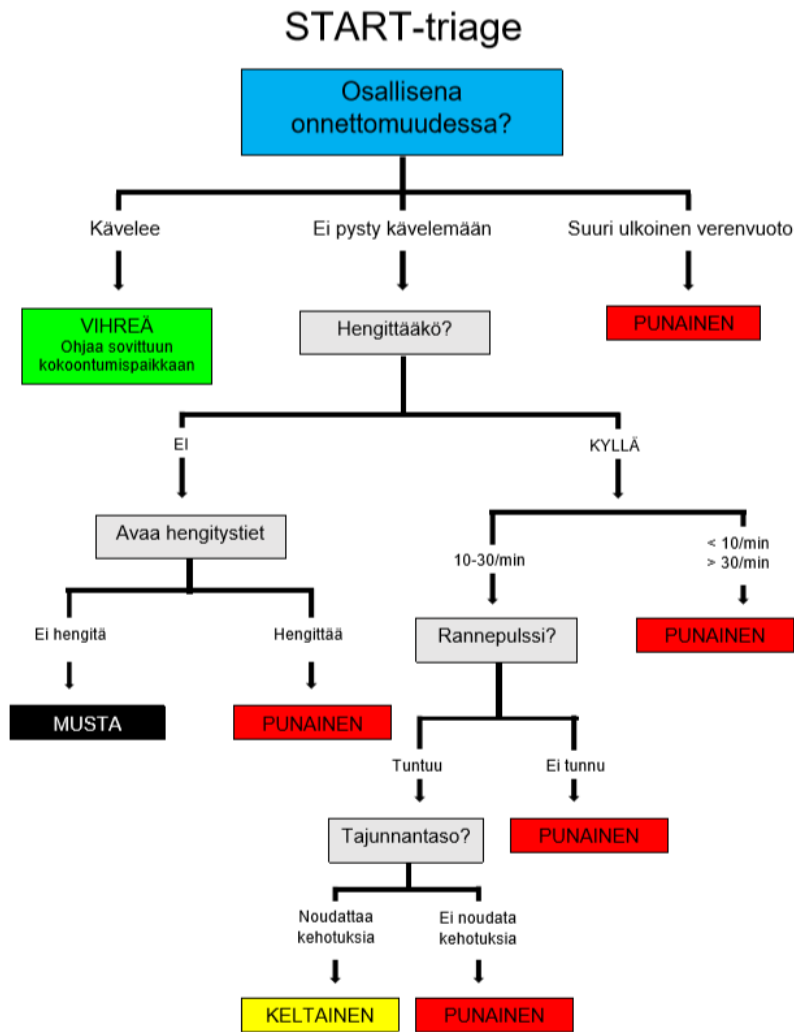 START-triage
Osallisena
onnettomuudessa?
Kävelee
Ei pysty kävelemään
Suuri ulkoinen verenvuoto
VIHREÄ
Ohjaa sovittuun
kokoontumispaikkaan
Hengittääkö?
PUNAINEN
EI
KYLLÄ
Avaa hengitystiet
10-30/min
< 10/min
> 30/min
Ei hengitä
Hengittää
Rannepulssi?
PUNAINEN
MUSTA
PUNAINEN
Tuntuu
Ei tunnu
Tajunnantaso?
PUNAINEN
Noudattaa
kehotuksia
Ei noudata
kehotuksia
KELTAINEN
PUNAINEN